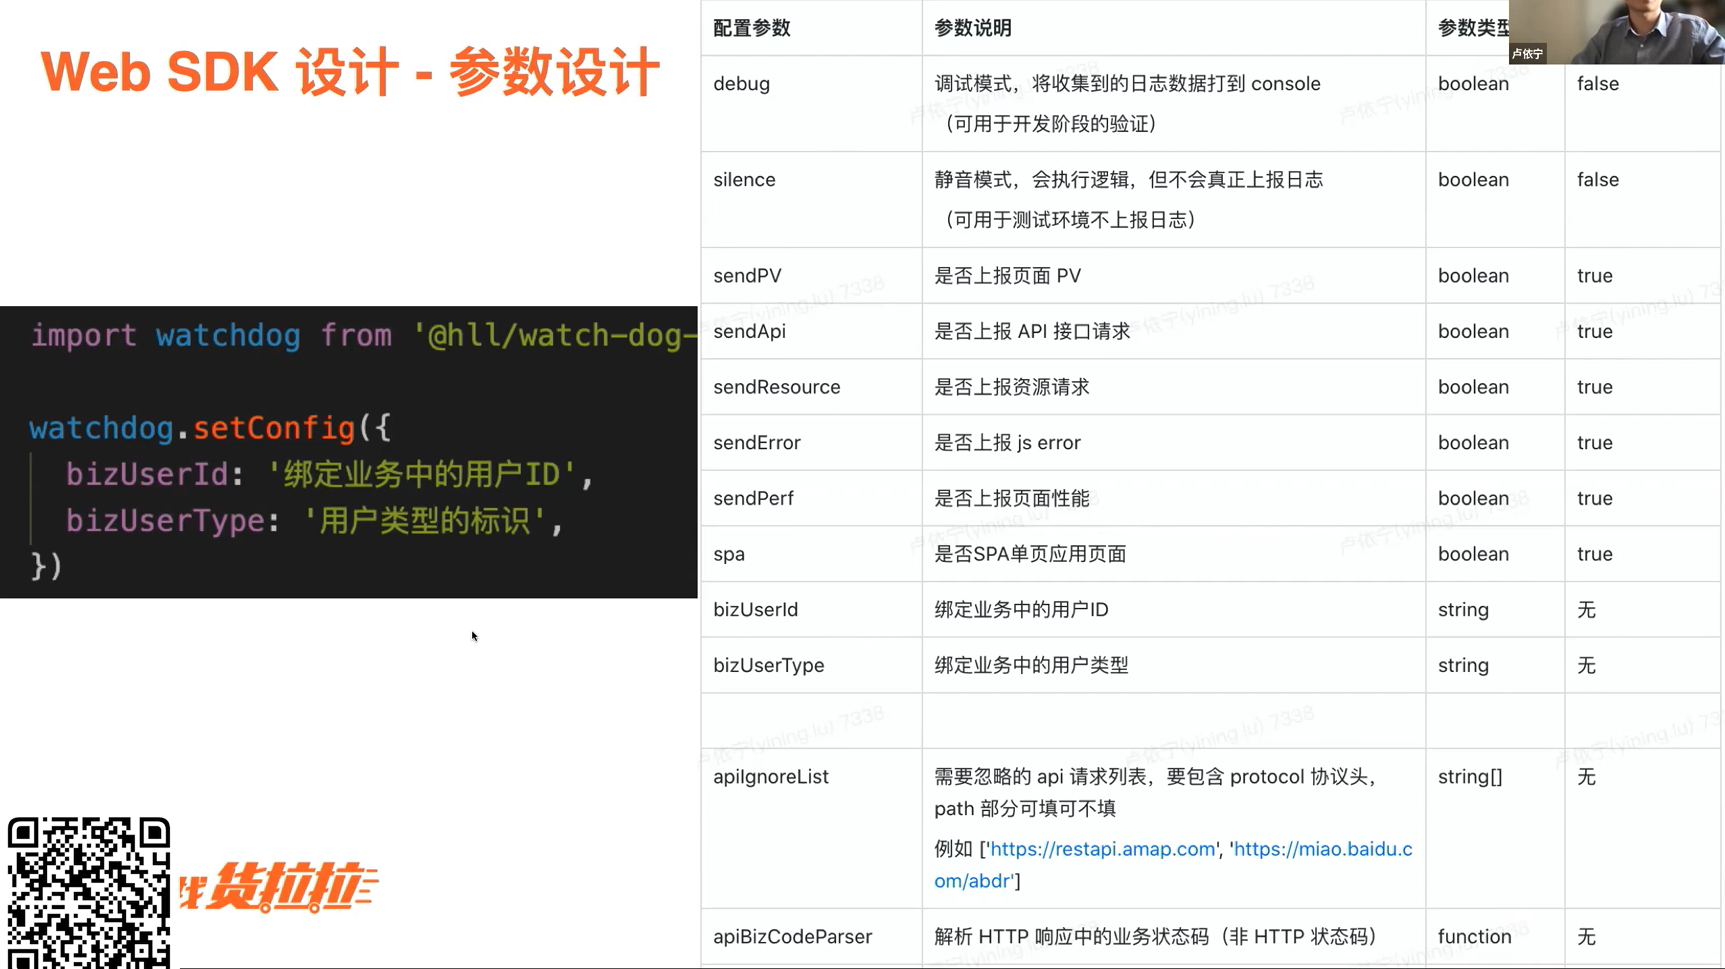 Web SDK 设计 - 参数设计
import watchdog from '@hll/watch-dog-
watchdog.setConfig({
bizUserId: '绑定业务中的用户ID',
bizUserType: '用户类型的标识',
})
货拉拉
配置参数 参数说明 参数类型
卢依宁
debug 调试模式，将收集到的日志数据打到 console boolean false
（可用于开发阶段的验证）
silence 静音模式，会执行逻辑，但不会真正上报日志 boolean false
（可用于测试环境不上报日志）
sendPV 是否上报页面 PV boolean true
sendApi 是否上报 API 接口请求 boolean true
sendResource 是否上报资源请求 boolean true
sendError 是否上报 js error boolean true
sendPerf 是否上报页面性能 boolean true
spa 是否SPA单页应用页面 boolean true
bizUserId 绑定业务中的用户ID string 无
bizUserType 绑定业务中的用户类型 string 无
apiIgnoreList 需要忽略的 api 请求列表，要包含 protocol 协议头， string[] 无
path 部分可填可不填
例如 ['https://restapi.amap.com', 'https://miao.baidu.c
om/abdr']
apiBizCodeParser 解析 HTTP 响应中的业务状态码（非 HTTP 状态码） function 无
卢依宁(yining.lu) 7338